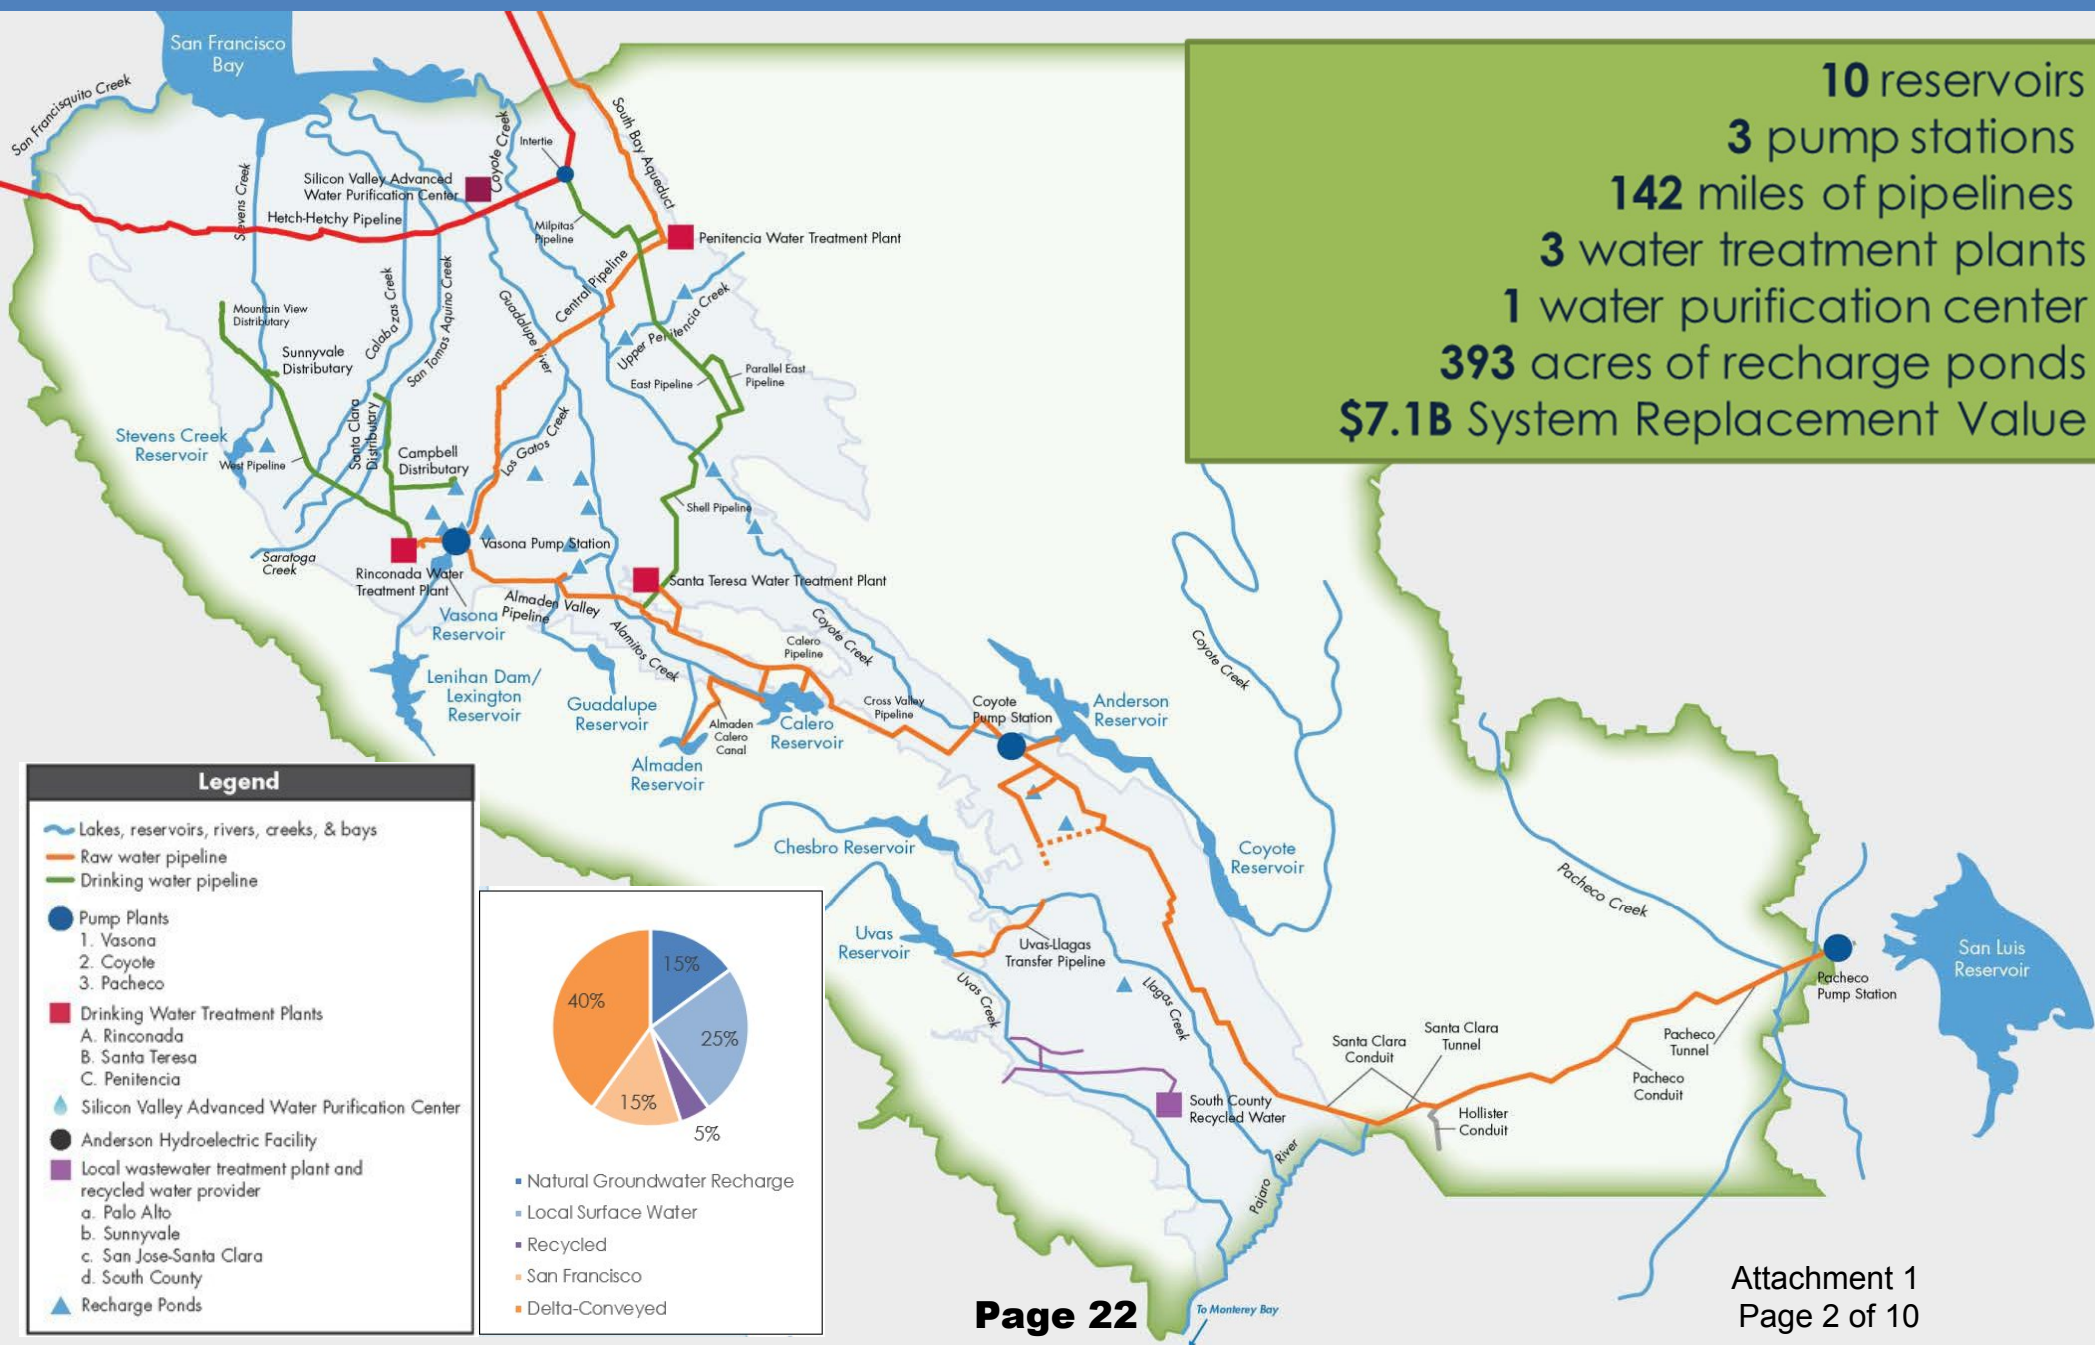 San Francisco
Bay
San Francisquito Creek
Stevens Creek
Silicon Valley Advanced
Water Purification Center
Coyote Creek
Intertie
South Bay Aqueduct
Hetch-Hetchy Pipeline
Milpitas
Pipeline
Penitencia Water Treatment Plant
Central Pipeline
Mountain View
Distributary
Sunnyvale
Distributary
Calabazas Creek
San Tomas Aquino Creek
Guadalupe river
Upper Penitencia Creek
East Pipeline
Parallel East
Pipeline
Stevens Creek
Reservoir
West Pipeline
Santa Clara
Distributary
Campbell
Distributary
Los Gatos Creek
Shell Pipeline
Saratoga
Creek
Vasona Pump Station
Rinconada Water
Treatment Plant
Santa Teresa Water Treatment Plant
Vasona
Reservoir
Almaden Valley
Pipeline
Alamitos Creek
Calero
Pipeline
Coyote Creek
Coyote Creek
Lenihan Dam/
Lexington
Reservoir
Guadalupe
Reservoir
Almaden
Calero
Canal
Calero
Reservoir
Cross Valley
Pipeline
Coyote
Pump Station
Anderson
Reservoir
Almaden
Reservoir
Chesbro Reservoir
Coyote
Reservoir
Pacheco Creek
Uvas
Reservoir
Uvas-Llagas
Transfer Pipeline
Uvas Creek
Llagas Creek
San Luis
Reservoir
Pacheco
Pump Station
Santa Clara
Conduit
Santa Clara
Tunnel
Pacheco
Tunnel
Pacheco
Conduit
Hollister
Conduit
South County
Recycled Water
Pajaro River
To Monterey Bay
10 reservoirs
3 pump stations
142 miles of pipelines
3 water treatment plants
1 water purification center
393 acres of recharge ponds
$7.1B System Replacement Value
Legend
Lakes, reservoirs, rivers, creeks, & bays
Raw water pipeline
Drinking water pipeline
Pump Plants
1. Vasona
2. Coyote
3. Pacheco
Drinking Water Treatment Plants
A. Rinconada
B. Santa Teresa
C. Penitencia
Silicon Valley Advanced Water Purification Center
Anderson Hydroelectric Facility
Local wastewater treatment plant and
recycled water provider
a. Palo Alto
b. Sunnyvale
c. San Jose-Santa Clara
d. South County
Recharge Ponds
15%
40%
25%
15%
5%
Natural Groundwater Recharge
Local Surface Water
Recycled
San Francisco
Delta-Conveyed
Page 22
Attachment 1
Page 2 of 10